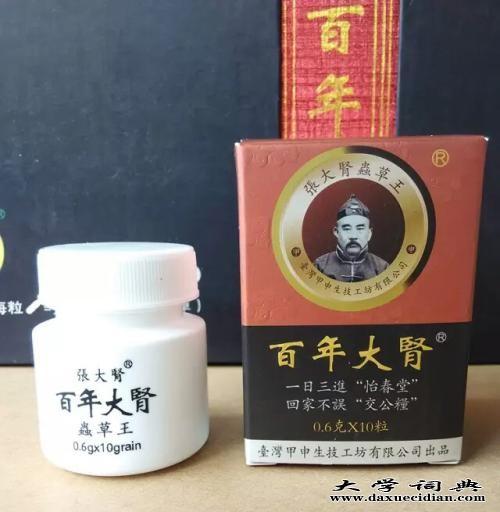 百年
張大腎蟲草王
®
臺灣甲申生技工坊有限公司
百年大腎®
一日三進“怡春堂”
回家不誤“交公糧”
0.6克X10粒
臺灣甲申生技工坊有限公司出品
每粒
張大腎®
百年大腎
蟲草王
0.6gx10grain
大学词典
www.daxuecidian.com